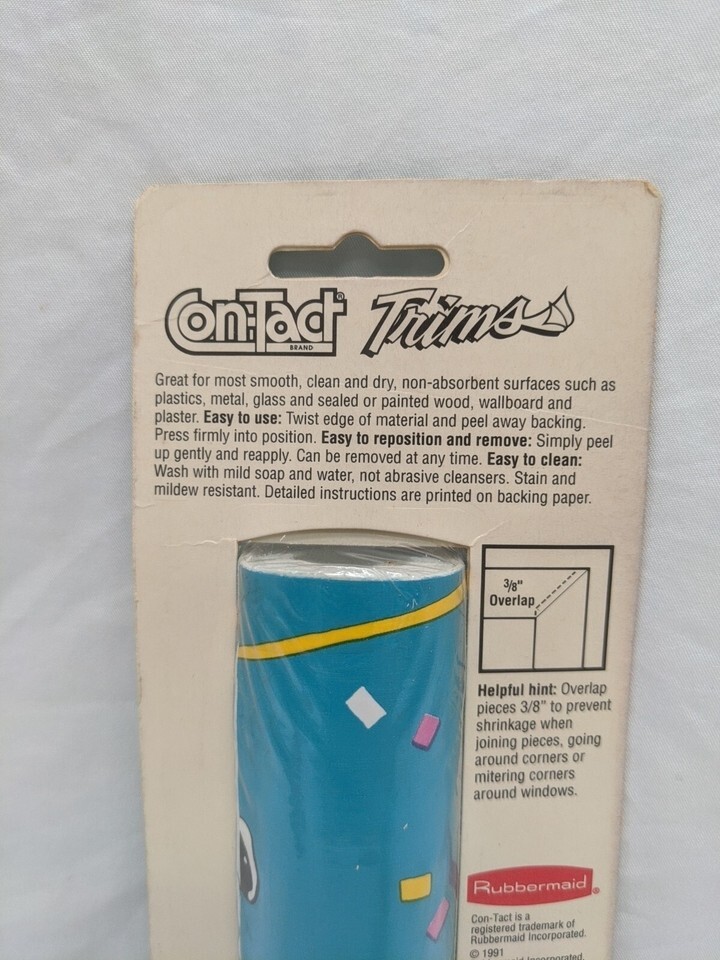 Con-Tact® Trims
BRAND
Great for most smooth, clean and dry, non-absorbent surfaces such as
plastics, metal, glass and sealed or painted wood, wallboard and
plaster. Easy to use: Twist edge of material and peel away backing.
Press firmly into position. Easy to reposition and remove: Simply peel
up gently and reapply. Can be removed at any time. Easy to clean:
Wash with mild soap and water, not abrasive cleansers. Stain and
mildew resistant. Detailed instructions are printed on backing paper.
3/8"
Overlap
Helpful hint: Overlap
pieces 3/8" to prevent
shrinkage when
joining pieces, going
around corners or
mitering corners
around windows.
Rubbermaid®
Con-Tact is a
registered trademark of
Rubbermaid Incorporated.
© 1991
Incorporated.